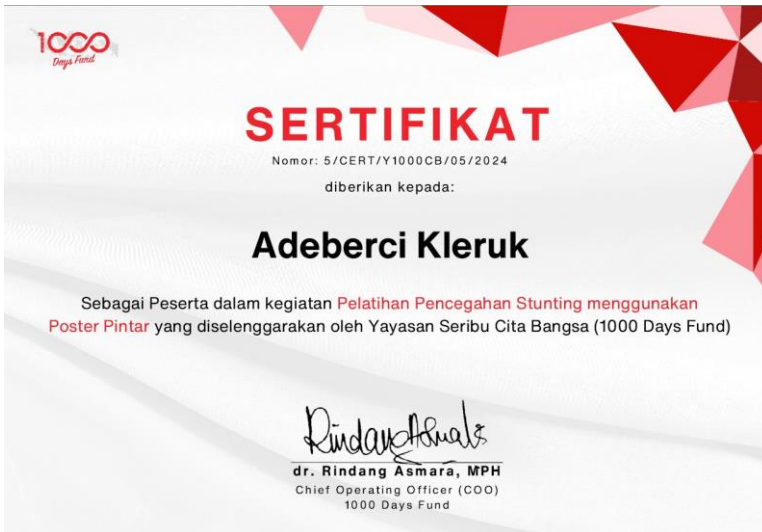 1000
Days Fund
SERTIFIKAT
Nomor: 5/CERT/Y1000CB/05/2024
diberikan kepada:
Adeberci Kleruk
Sebagai Peserta dalam kegiatan Pelatihan Pencegahan Stunting menggunakan
Poster Pintar yang diselenggarakan oleh Yayasan Seribu Cita Bangsa (1000 Days Fund)
dr. Rindang Asmara, MPH
Chief Operating Officer (COO)
1000 Days Fund